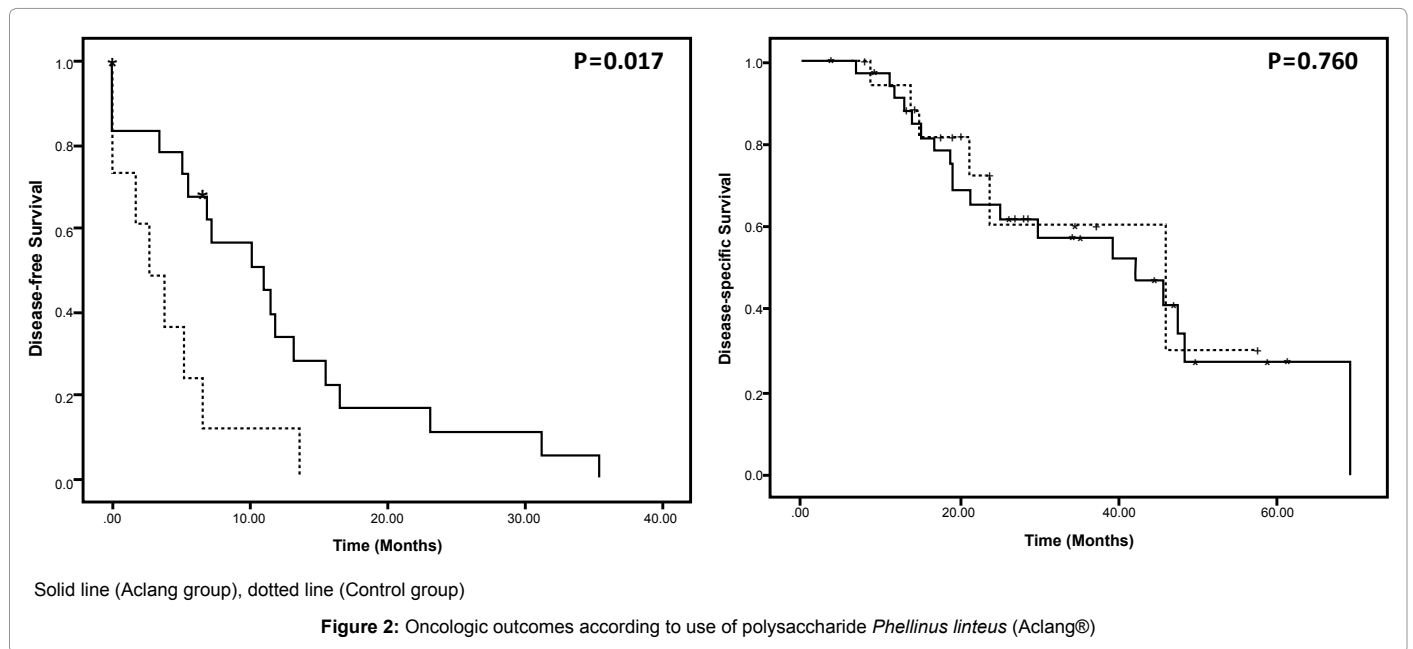 P=0.017
Disease-free Survival
1.0
0.8
0.6
0.4
0.2
0.0
.00 10.00 20.00 30.00 40.00
Time (Months)
P=0.760
Disease-specific Survival
1.0
0.8
0.6
0.4
0.2
0.0
.00 20.00 40.00 60.00
Time (Months)
Solid line (Aclang group), dotted line (Control group)
Figure 2: Oncologic outcomes according to use of polysaccharide Phellinus linteus (Aclang®)